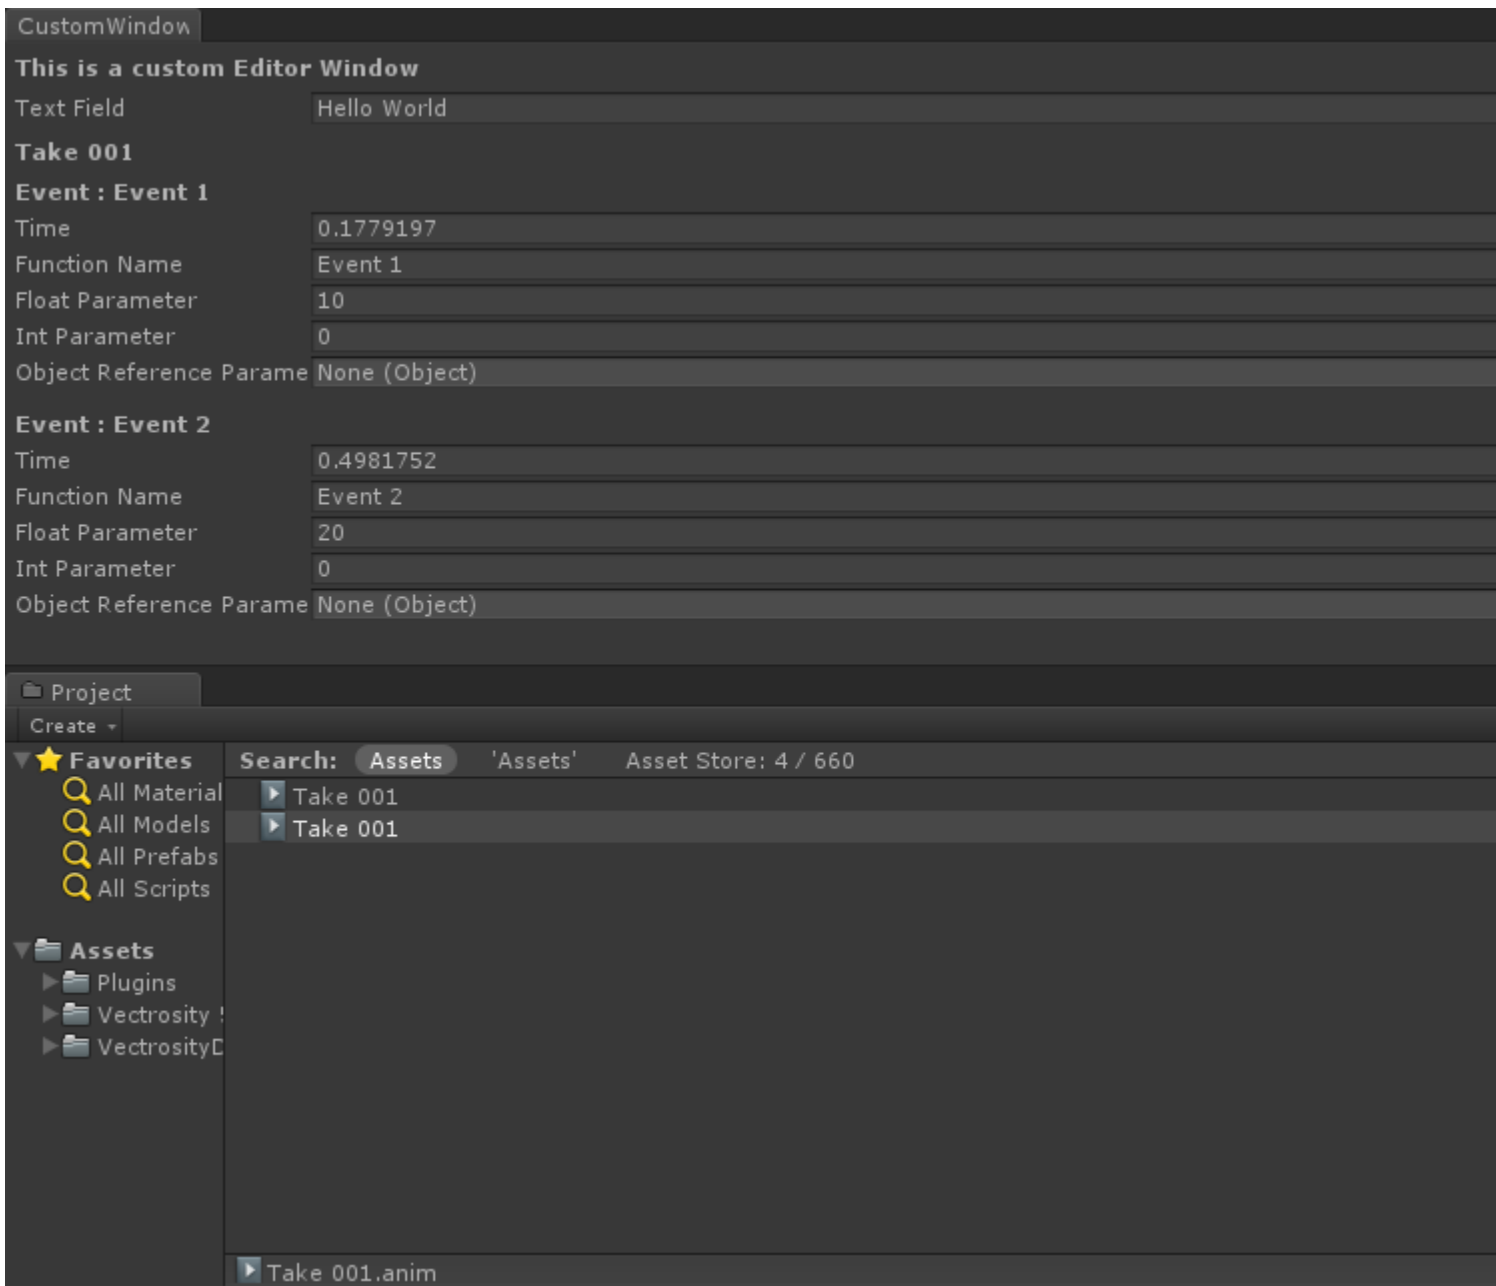 CustomWindow
This is a custom Editor Window
Text Field Hello World
Take 001
Event : Event 1
Time 0.1779197
Function Name Event 1
Float Parameter 10
Int Parameter 0
Object Reference Parame None (Object)
Event : Event 2
Time 0.4981752
Function Name Event 2
Float Parameter 20
Int Parameter 0
Object Reference Parame None (Object)
Project
Create
Favorites
All Material
All Models
All Prefabs
All Scripts
Assets
Plugins
Vectrosity
VectrosityD
Search: Assets 'Assets' Asset Store: 4 / 660
Take 001
Take 001
Take 001.anim